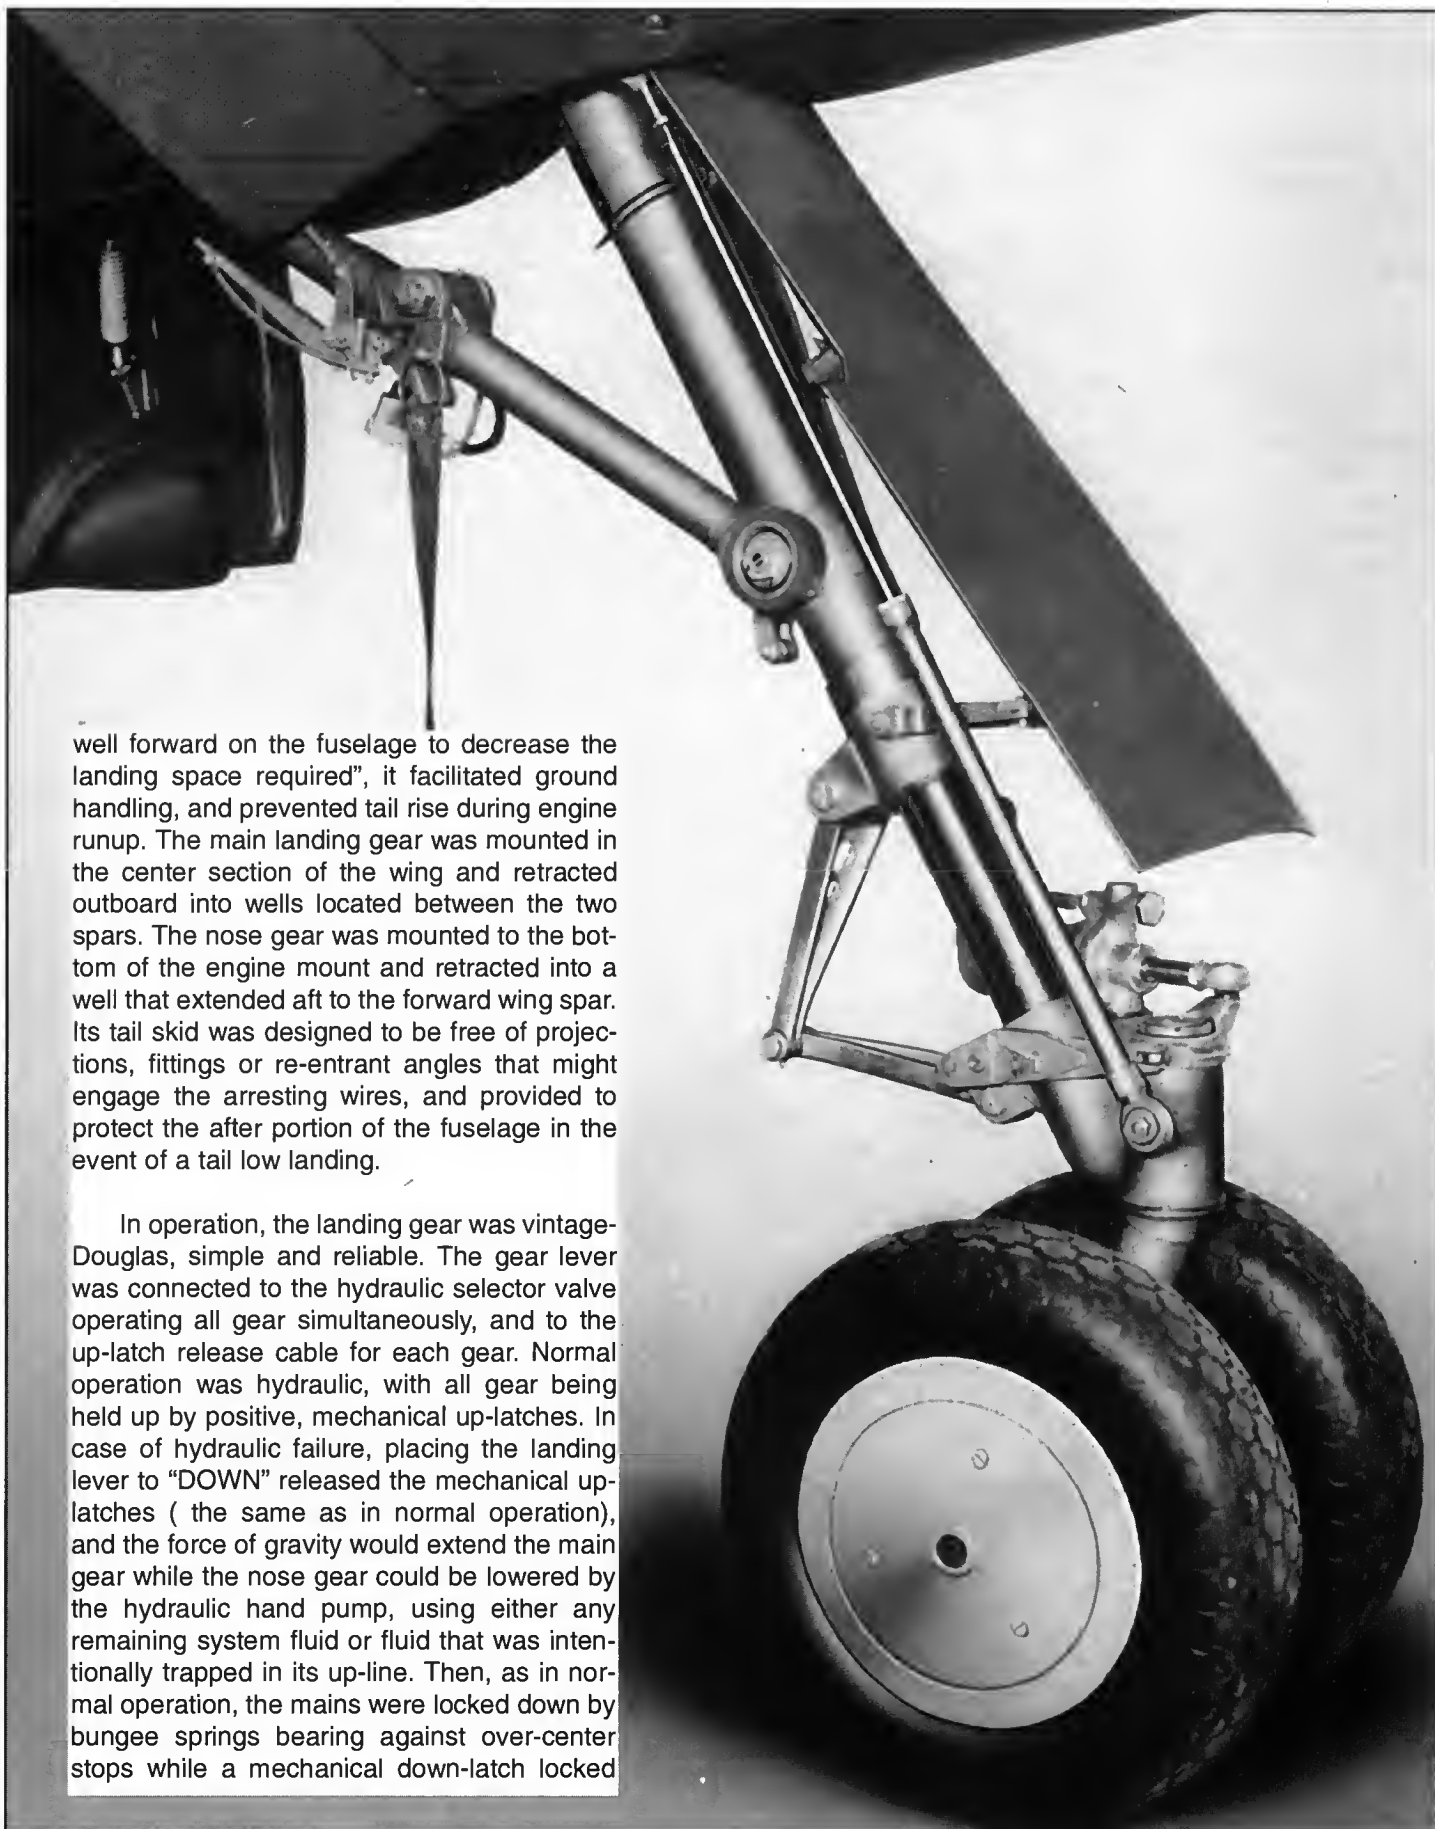 well forward on the fuselage to decrease the
landing space required”, it facilitated ground
handling, and prevented tail rise during engine
runup. The main landing gear was mounted in
the center section of the wing and retracted
outboard into wells located between the two
spars. The nose gear was mounted to the bot-
tom of the engine mount and retracted into a
well that extended aft to the forward wing spar.
Its tail skid was designed to be free of projec-
tions, fittings or re-entrant angles that might
engage the arresting wires, and provided to
protect the after portion of the fuselage in the
event of a tail low landing.
In operation, the landing gear was vintage-
Douglas, simple and reliable. The gear lever
was connected to the hydraulic selector valve
operating all gear simultaneously, and to the
up-latch release cable for each gear. Normal
operation was hydraulic, with all gear being
held up by positive, mechanical up-latches. In
case of hydraulic failure, placing the landing
lever to “DOWN” released the mechanical up-
latches ( the same as in normal operation),
and the force of gravity would extend the main
gear while the nose gear could be lowered by
the hydraulic hand pump, using either any
remaining system fluid or fluid that was inten-
tionally trapped in its up-line. Then, as in nor-
mal operation, the mains were locked down by
bungee springs bearing against over-center
stops while a mechanical down-latch locked